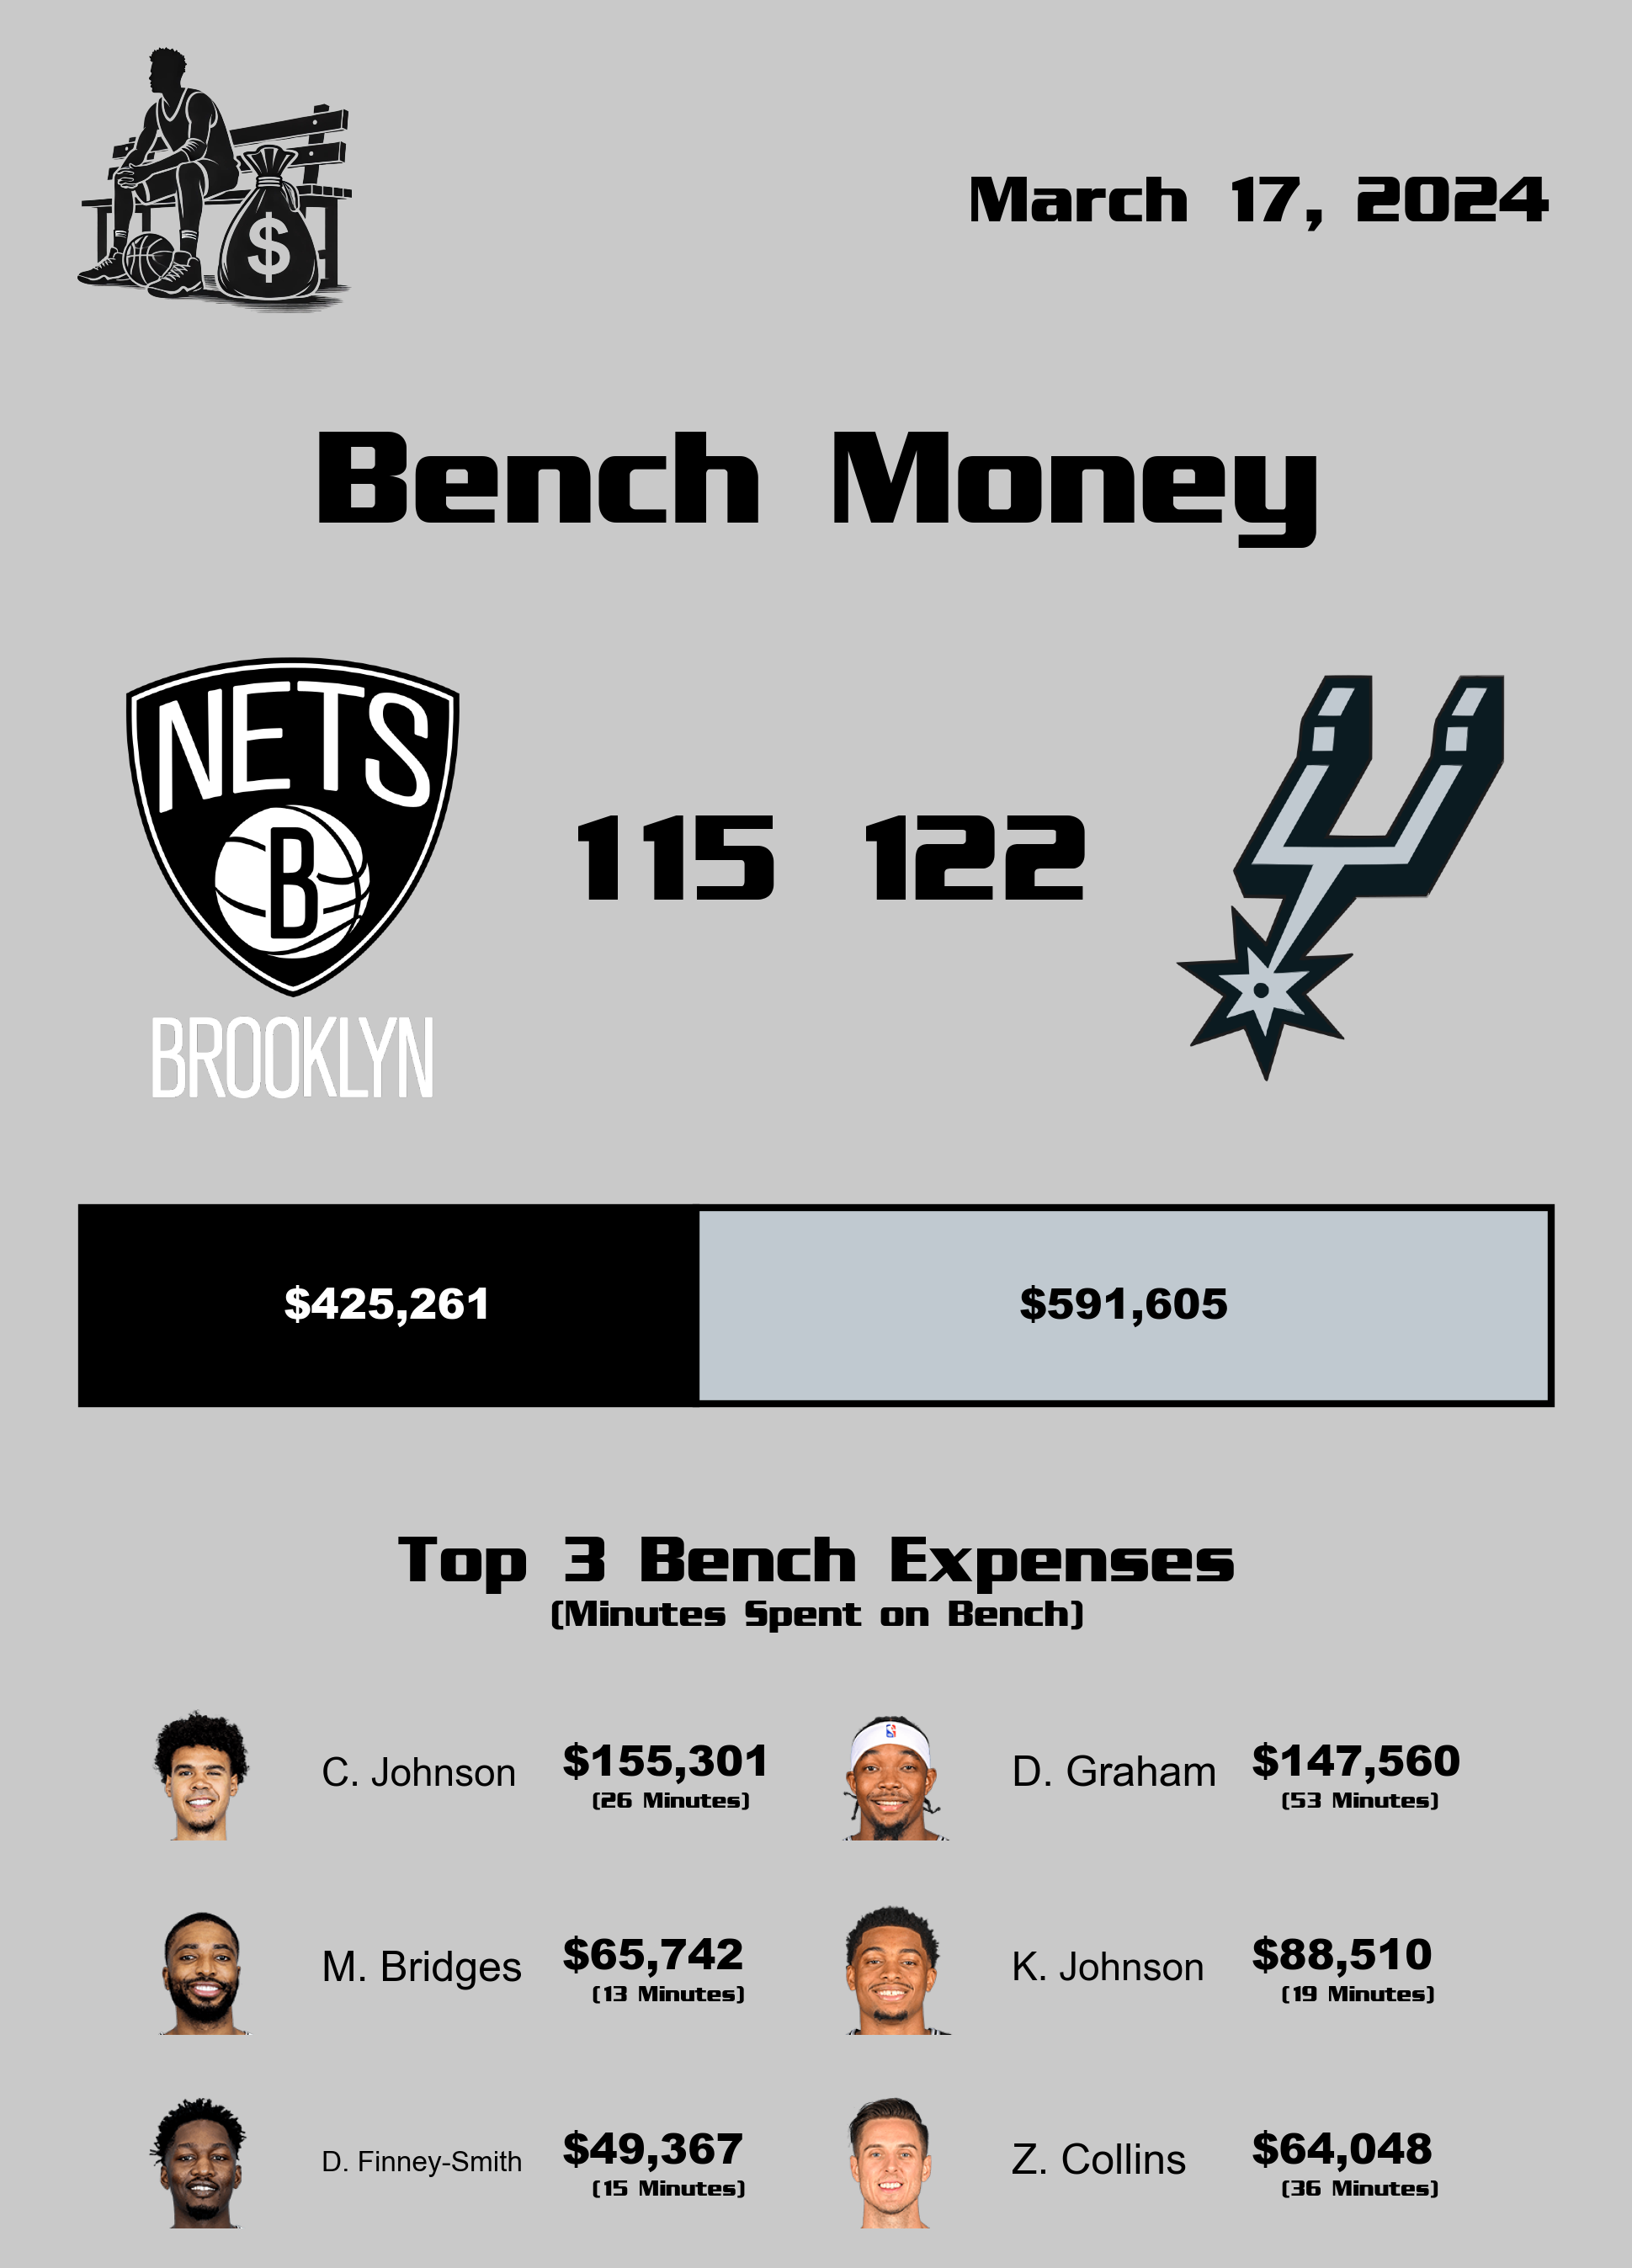 $
March 17, 2024
Bench Money
NETS
B
BROOKLYN
115 122
$425,261 $591,605
Top 3 Bench Expenses
(Minutes Spent on Bench)
C. Johnson $155,301
(26 Minutes)
D. Graham $147,560
(53 Minutes)
M. Bridges $65,742
(13 Minutes)
K. Johnson $88,510
(19 Minutes)
D. Finney-Smith $49,367
(15 Minutes)
Z. Collins $64,048
(36 Minutes)